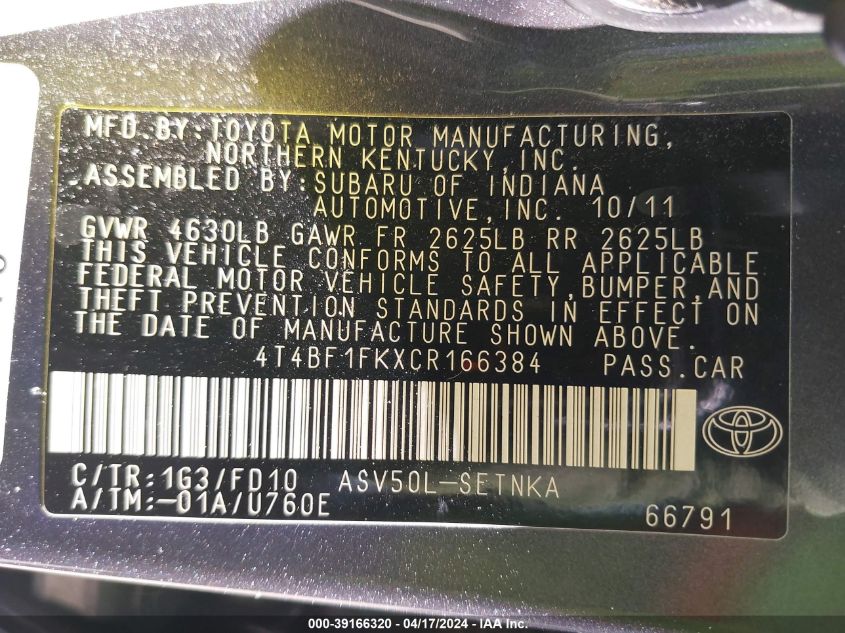 MFD.BY:TOYOTA MOTOR MANUFACTURING,
NORTHERN KENTUCKY,INC.
ASSEMBLED BY:SUBARU OF INDIANA
AUTOMOTIVE,INC. 10/11
GVWR 4630LB GAWR FR 2625LB RR 2625LB
THIS VEHICLE CONFORMS TO ALL APPLICABLE
FEDERAL MOTOR VEHICLE SAFETY,BUMPER,AND
THEFT PREVENTION STANDARDS IN EFFECT ON
THE DATE OF MANUFACTURE SHOWN ABOVE.
4T4BF1FKXCR166384 PASS.CAR
C/TR:1G3/FD10 ASV50L-SETNKA
A/TM:-01A/U760E
66791
000-39166320 / 04/17/2024 - IAA Inc.